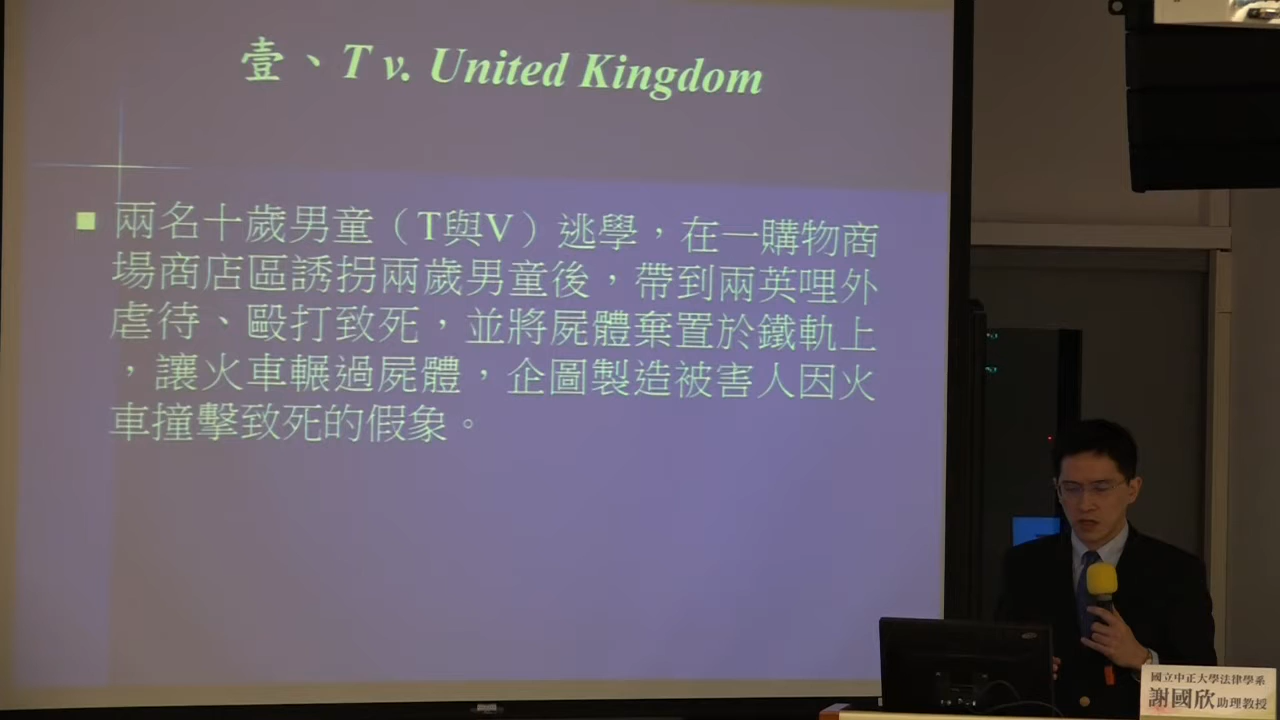 壹、T v. United Kingdom
兩名十歲男童（T與V）逃學，在一購物商
場商店區誘拐兩歲男童後，帶到兩英哩外
虐待、毆打致死，並將屍體棄置於鐵軌上
，讓火車輾過屍體，企圖製造被害人因火
車撞擊致死的假象。
國立中正大學法律學系
謝國欣助理教授